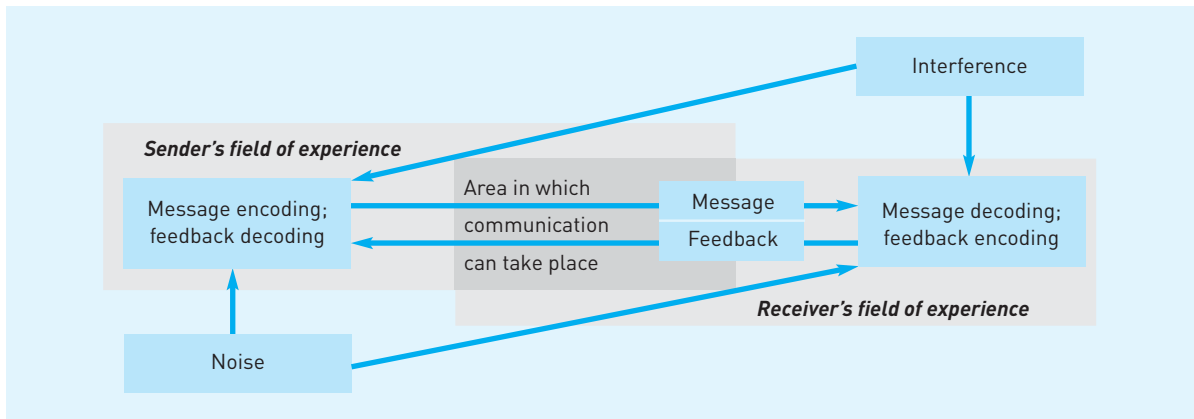 Interference
Sender’s field of experience
Message encoding;
feedback decoding
Area in which
communication
can take place
Message
Feedback
Message decoding;
feedback encoding
Receiver’s field of experience
Noise